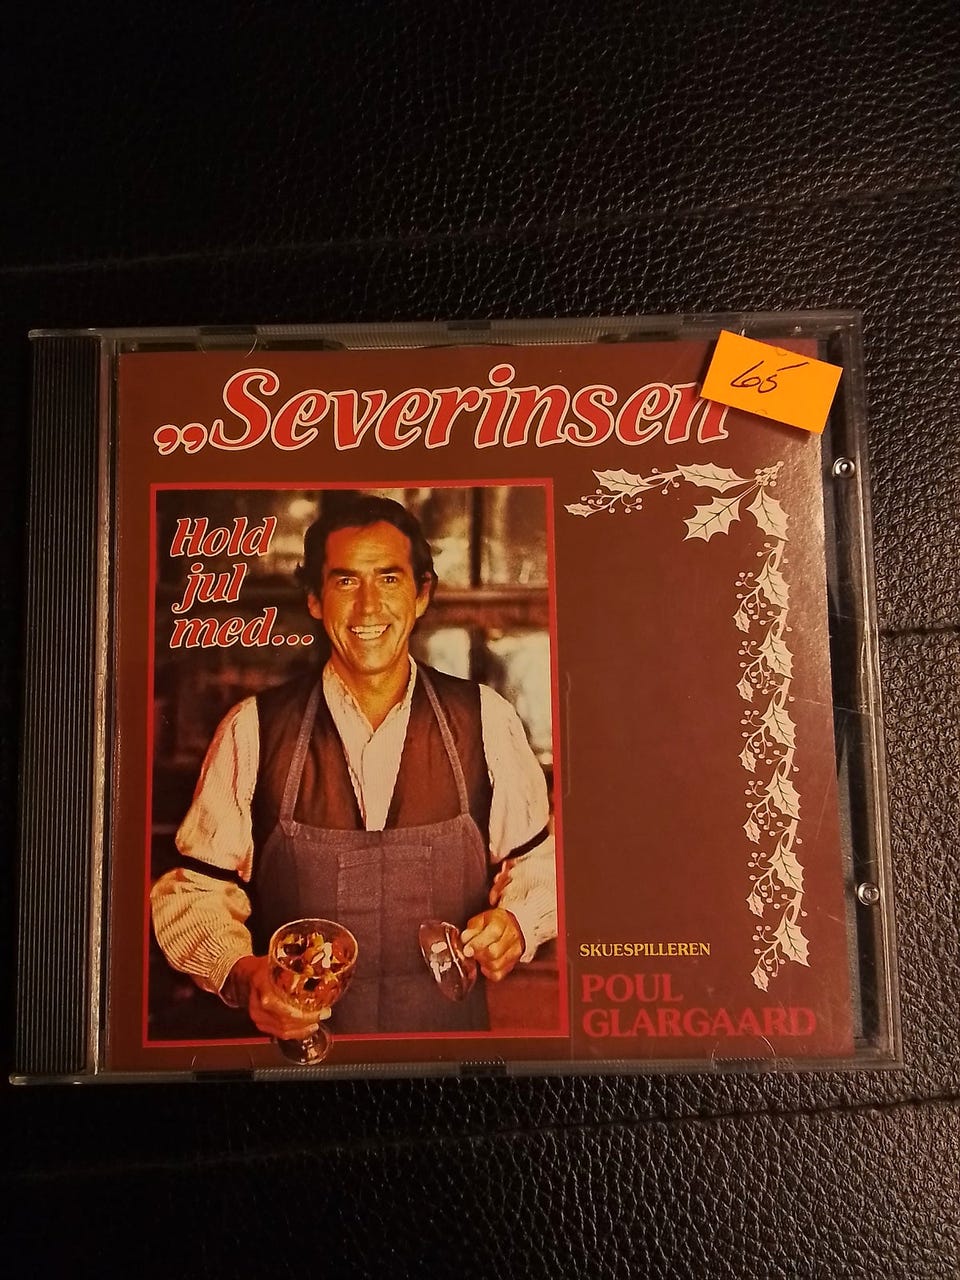 „Severinsen
65
Hold
jul
med...
SKUESPILLEREN
POUL
GLARGAARD